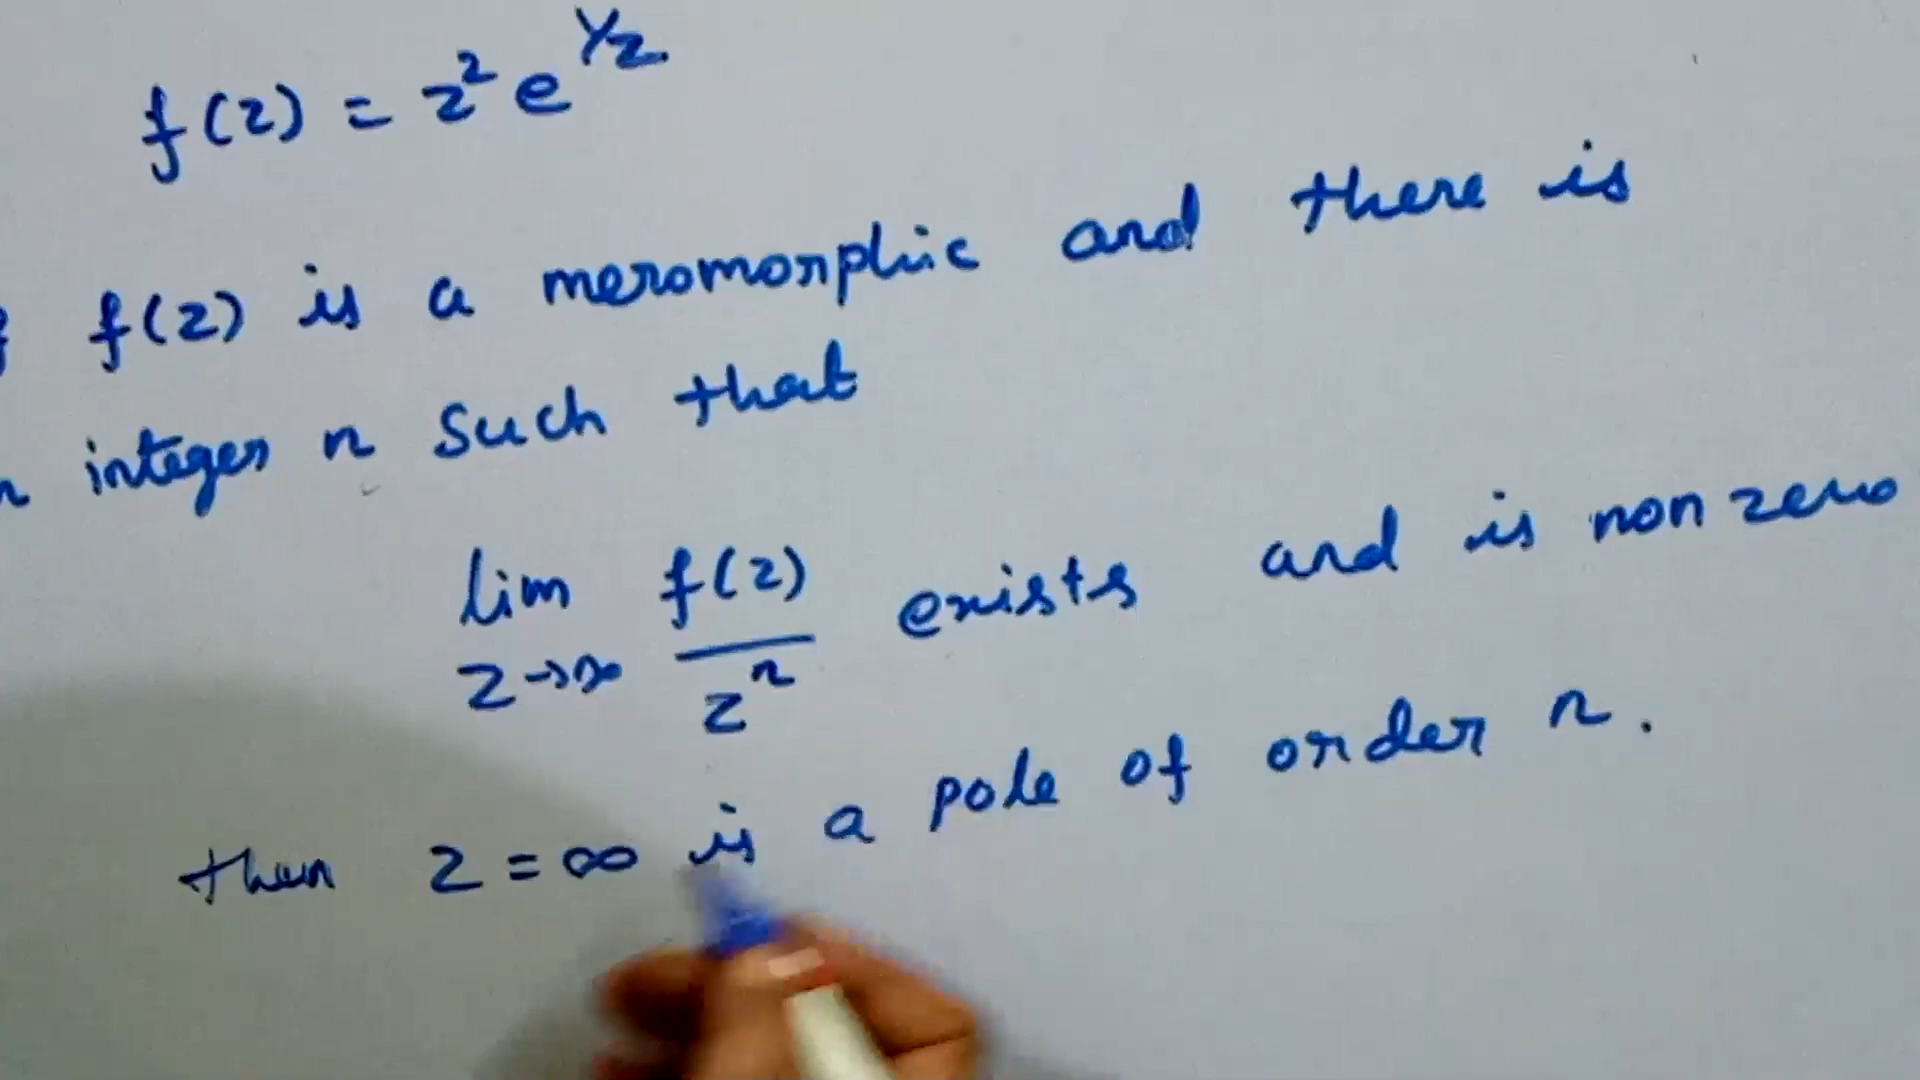 f(z) = z² e^{1/z}
f(z) is a meromorphic and there is
integer n such that
lim z→∞ f(z)/zⁿ exists and is non zero
then z = ∞ is a pole of order n.